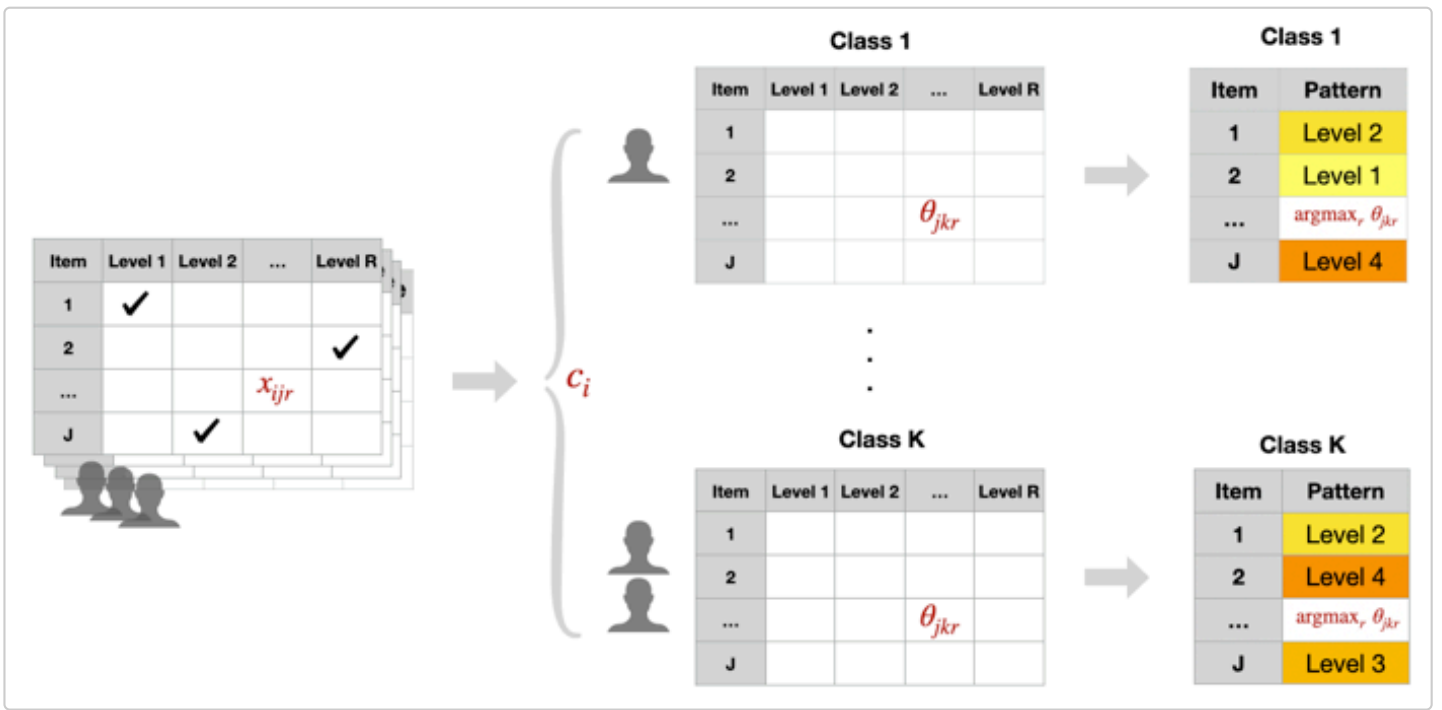 Item Level 1 Level 2 ... Level R
1 ✓
2 ✓
... x_ijr
J ✓
e
e
c_i
Class 1
Item Level 1 Level 2 ... Level R
1
2
... θ_jkr
J
.
.
.
Class K
Item Level 1 Level 2 ... Level R
1
2
... θ_jkr
J
Class 1
Item Pattern
1 Level 2
2 Level 1
... argmax_r θ_jkr
J Level 4
Class K
Item Pattern
1 Level 2
2 Level 4
... argmax_r θ_jkr
J Level 3